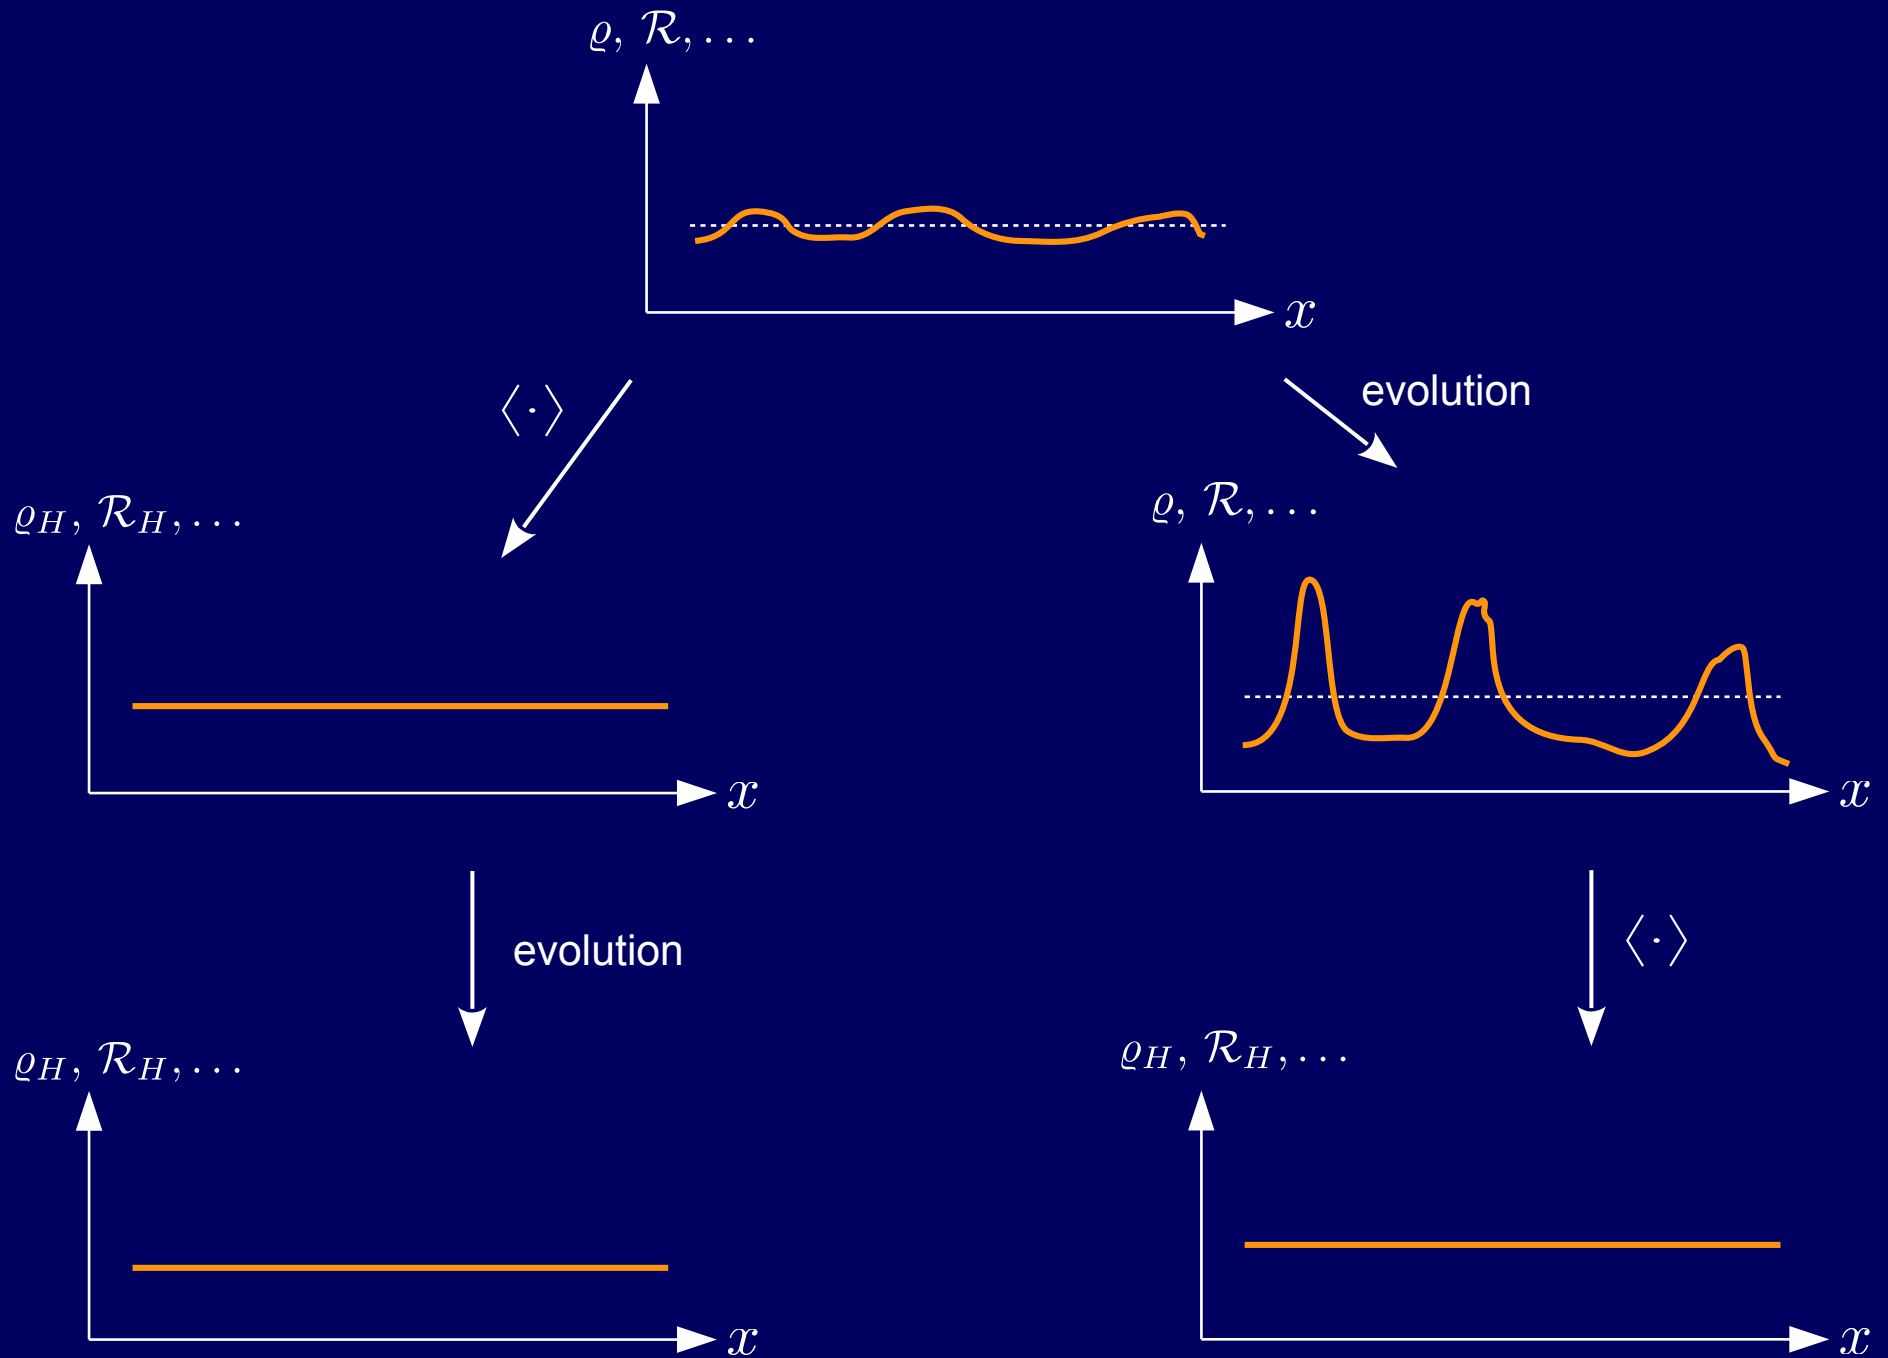 ϱ, ℛ, …
x
⟨·⟩
evolution
ϱ_H, ℛ_H, …
ϱ, ℛ, …
x
x
evolution
⟨·⟩
ϱ_H, ℛ_H, …
ϱ_H, ℛ_H, …
x
x